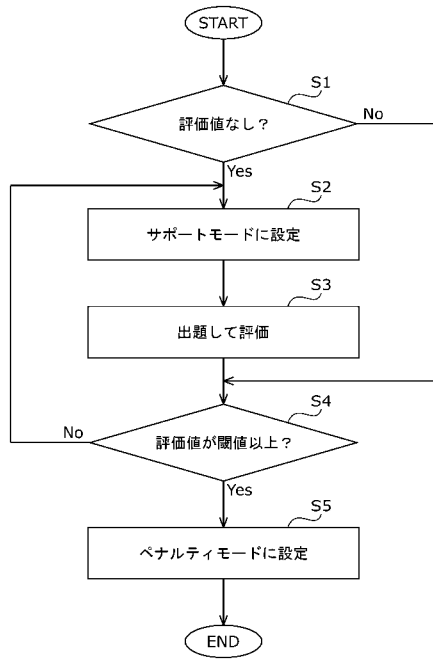 START
S1
評価値なし?
No
Yes
S2
サポートモードに設定
S3
出題して評価
S4
No
評価値が閾値以上?
Yes
S5
ペナルティモードに設定
END